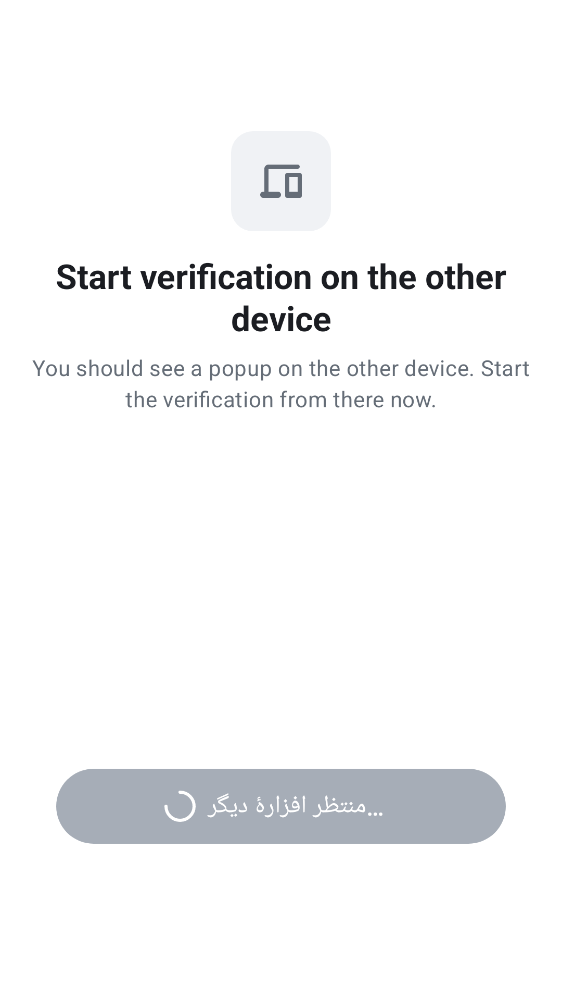 Start verification on the other
device
You should see a popup on the other device. Start
the verification from there now.
منتظر افزارهٔ دیگر…